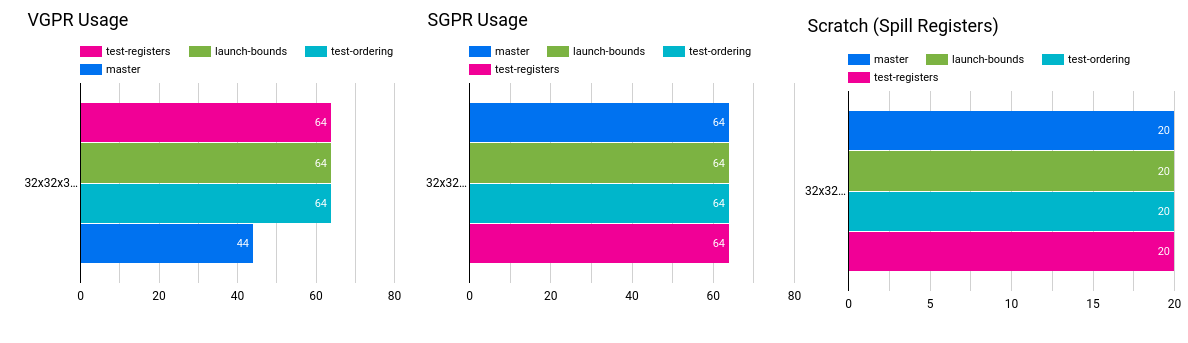 VGPR Usage
test-registers launch-bounds test-ordering
master
64
64
64
44
32x32x3...
0 20 40 60 80
SGPR Usage
master launch-bounds test-ordering
test-registers
64
64
64
64
32x32...
0 20 40 60 80
Scratch (Spill Registers)
master launch-bounds test-ordering
test-registers
20
20
20
20
32x32...
0 5 10 15 20